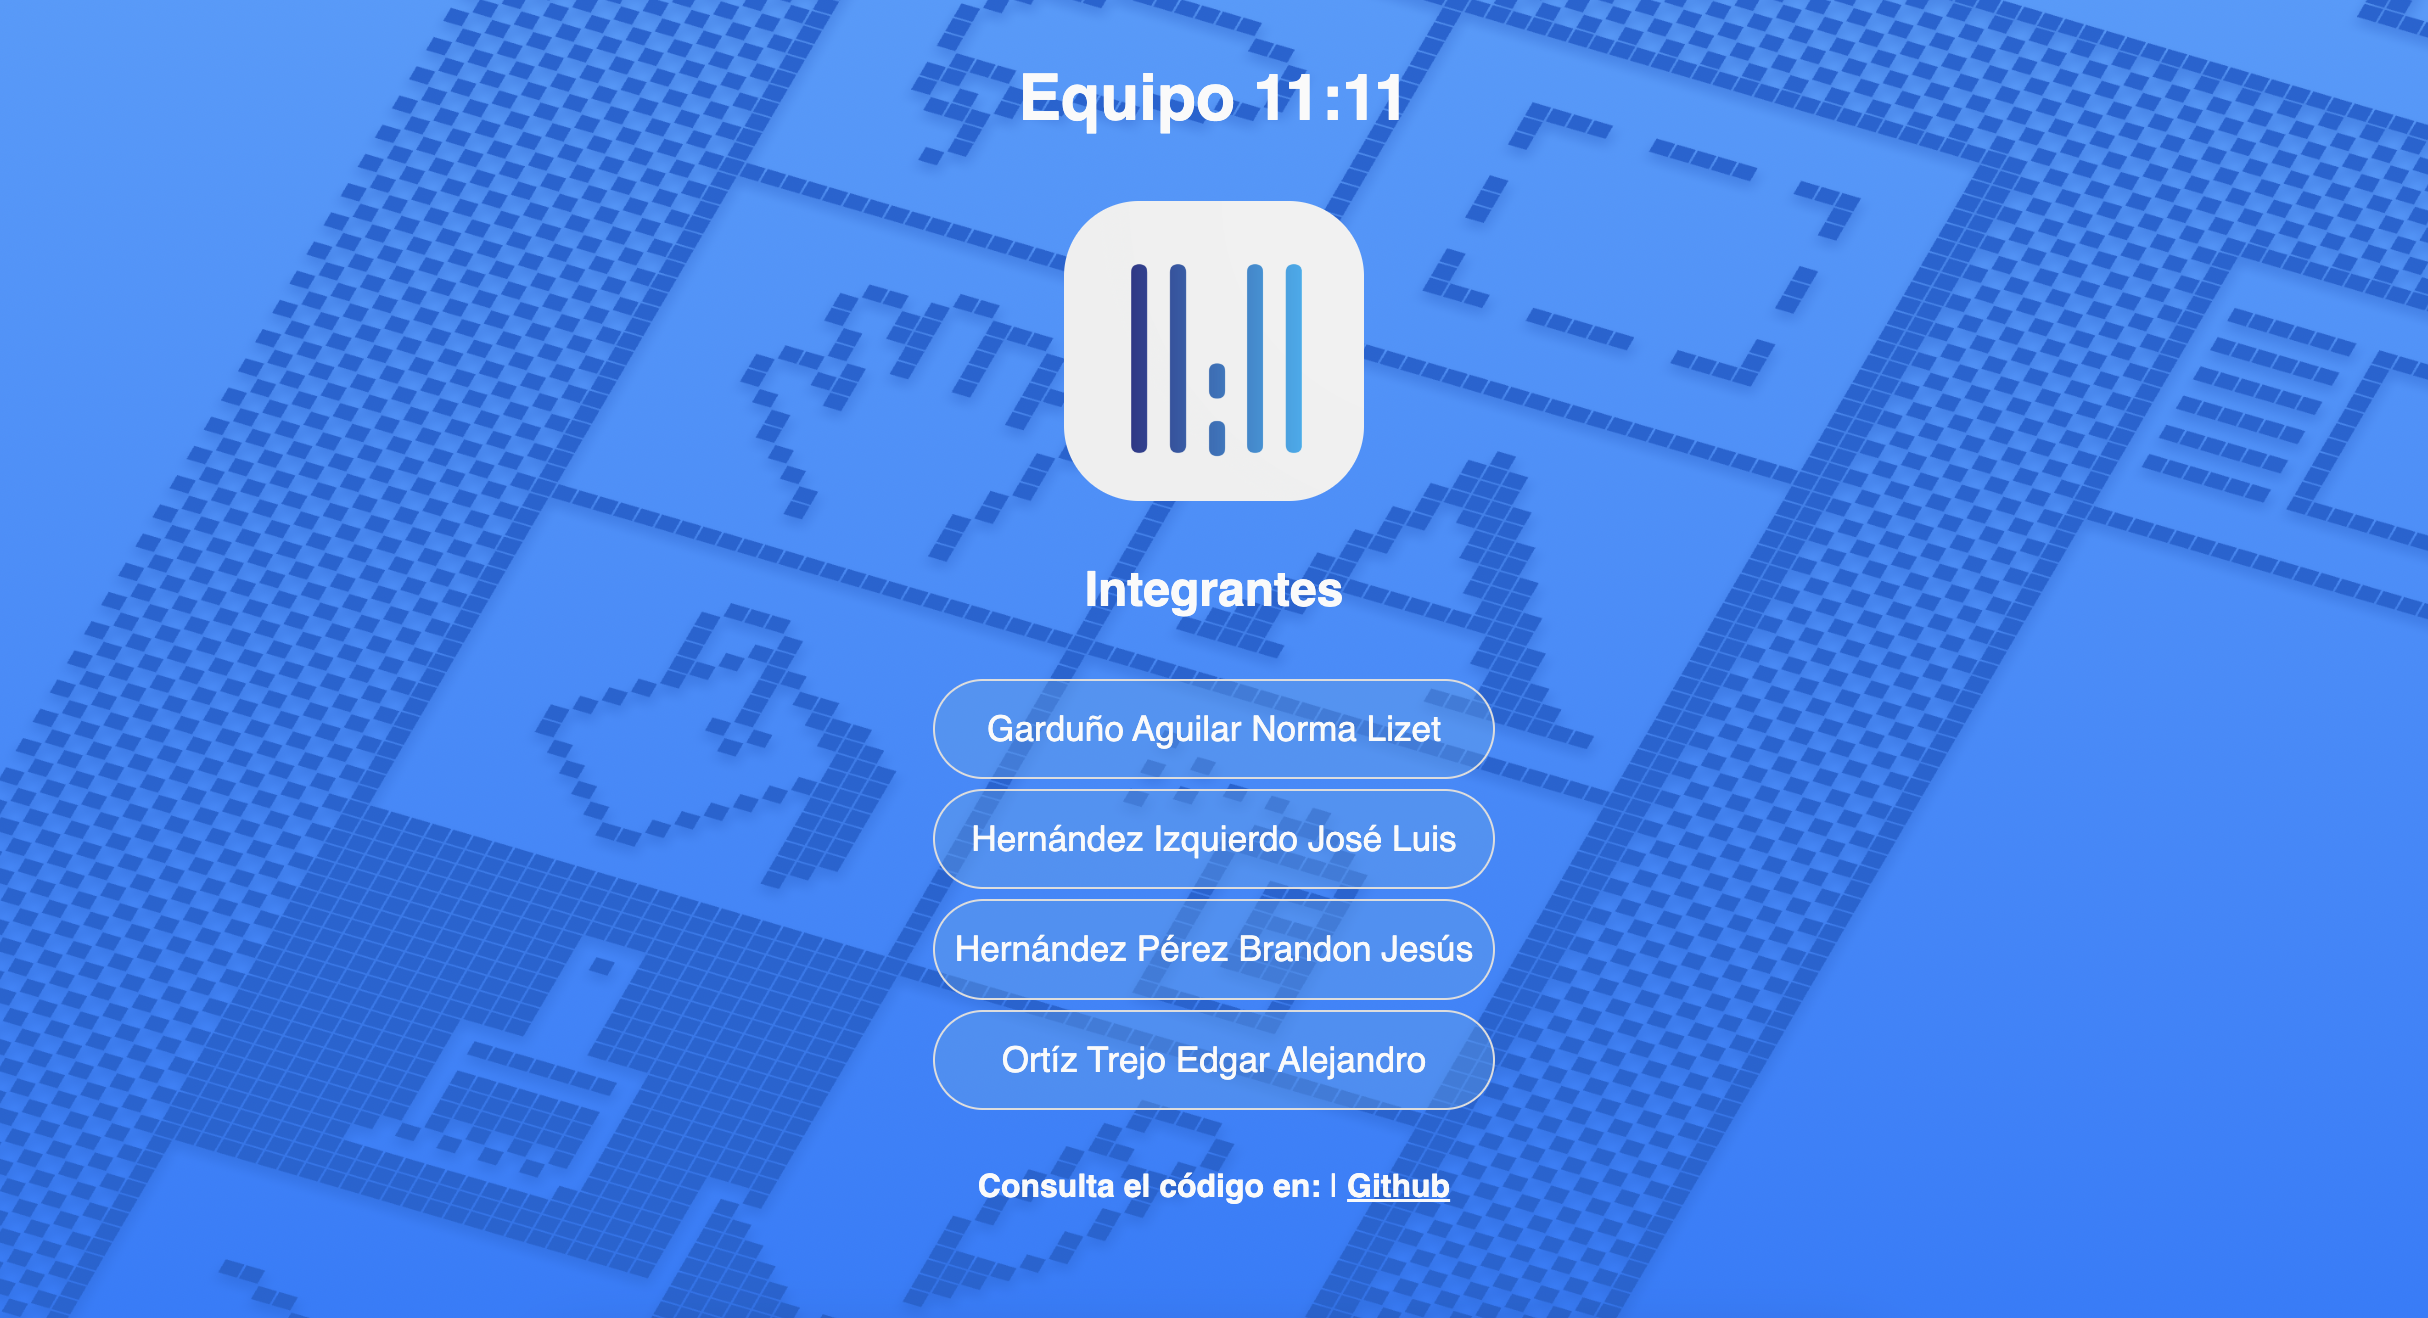 Equipo 11:11
Integrantes
Garduño Aguilar Norma Lizet
Hernández Izquierdo José Luis
Hernández Pérez Brandon Jesús
Ortíz Trejo Edgar Alejandro
Consulta el código en: | Github